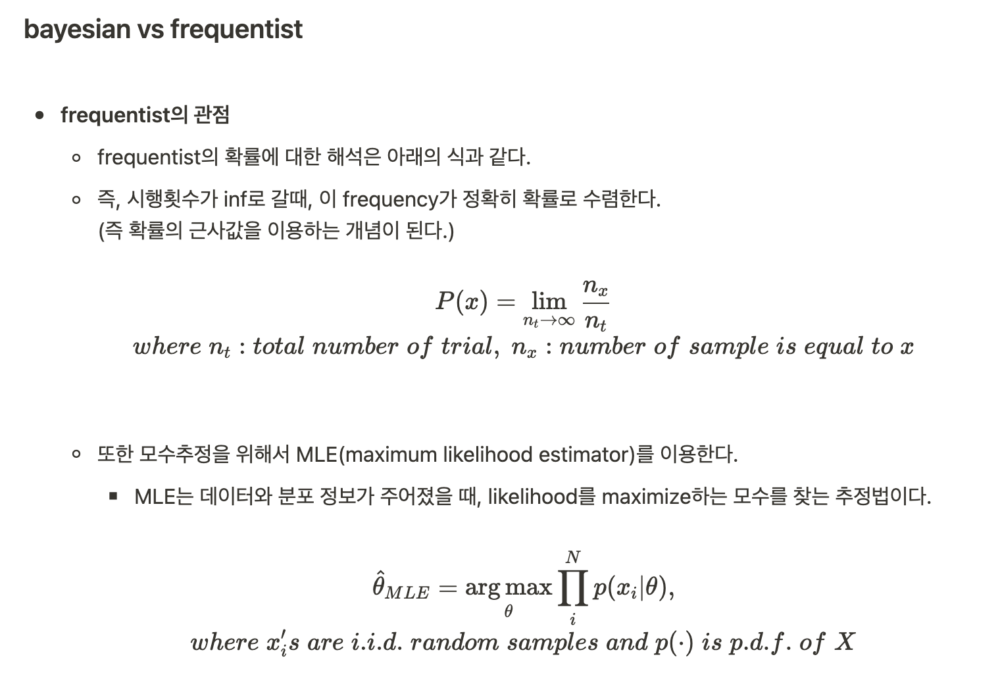 bayesian vs frequentist
• frequentist의 관점
◦ frequentist의 확률에 대한 해석은 아래의 식과 같다.
◦ 즉, 시행횟수가 inf로 갈때, 이 frequency가 정확히 확률로 수렴한다.
(즉 확률의 근사값을 이용하는 개념이 된다.)
$P(x) = \lim_{n_t \to \infty} \frac{n_x}{n_t}$
where $n_t$ : total number of trial, $n_x$ : number of sample is equal to x
◦ 또한 모수추정을 위해서 MLE(maximum likelihood estimator)를 이용한다.
▪ MLE는 데이터와 분포 정보가 주어졌을 때, likelihood를 maximize하는 모수를 찾는 추정법이다.
$\hat{\theta}_{MLE} = \arg\max_{\theta} \prod_{i}^{N} p(x_i|\theta),$
where $x_i's$ are i.i.d. random samples and $p(\cdot)$ is p.d.f. of X